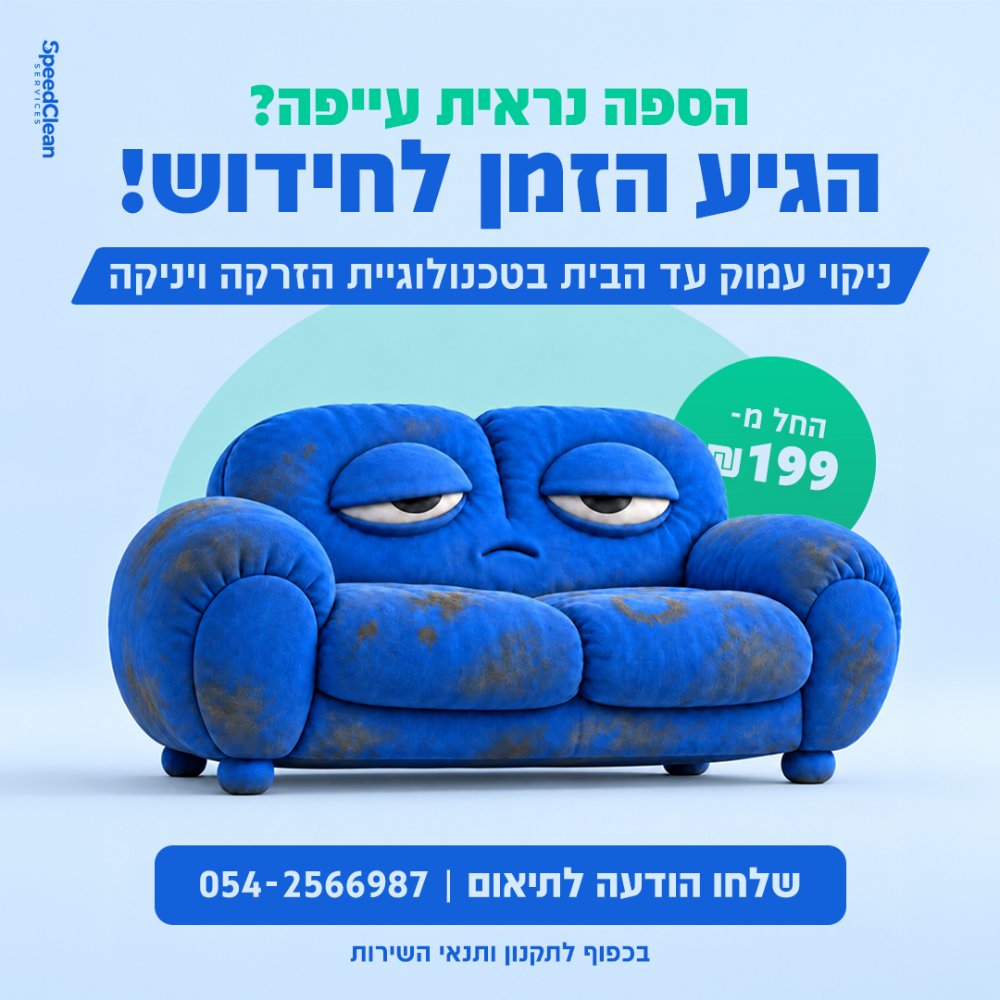 SpeedClean
SERVICES
הספה נראית עייפה?
הגיע הזמן לחידוש!
ניקוי עמוק עד הבית בטכנולוגיית הזרקה ויניקה
החל מ-
199₪
שלחו הודעה לתיאום | 054-2566987
בכפוף לתקנון ותנאי השירות